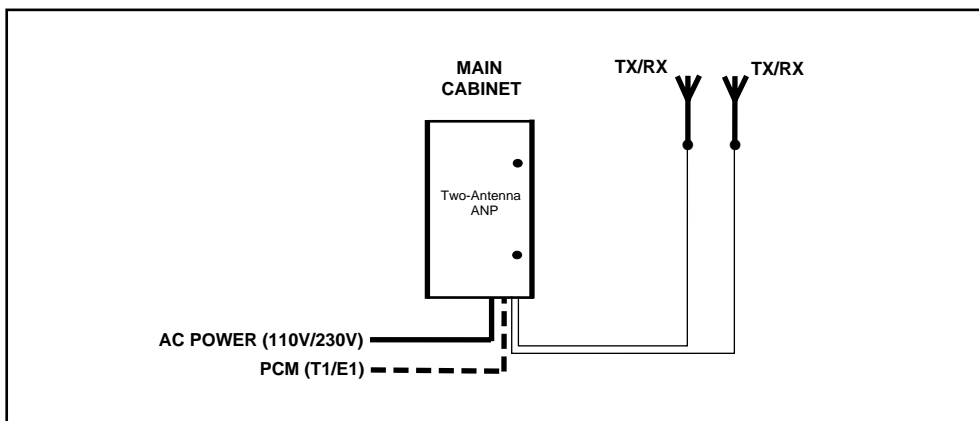 MAIN
CABINET
TX/RX
TX/RX
Two-Antenna
ANP
AC POWER (110V/230V)
PCM (T1/E1)